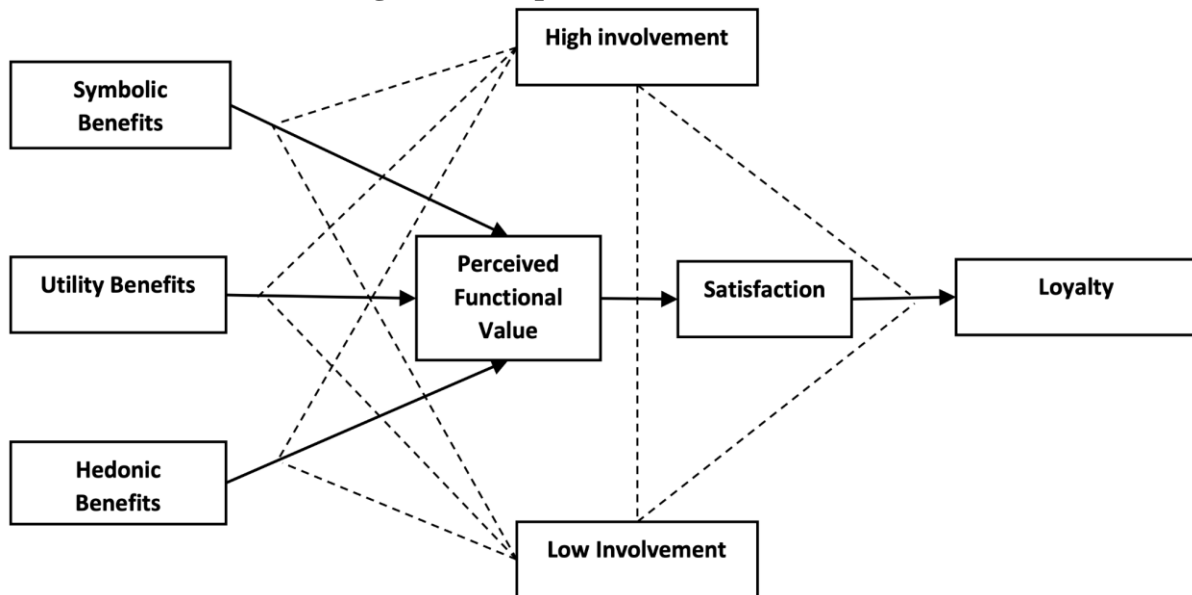 High involvement
Symbolic
Benefits
Utility Benefits
Perceived
Functional
Value
Satisfaction
Loyalty
Hedonic
Benefits
Low Involvement